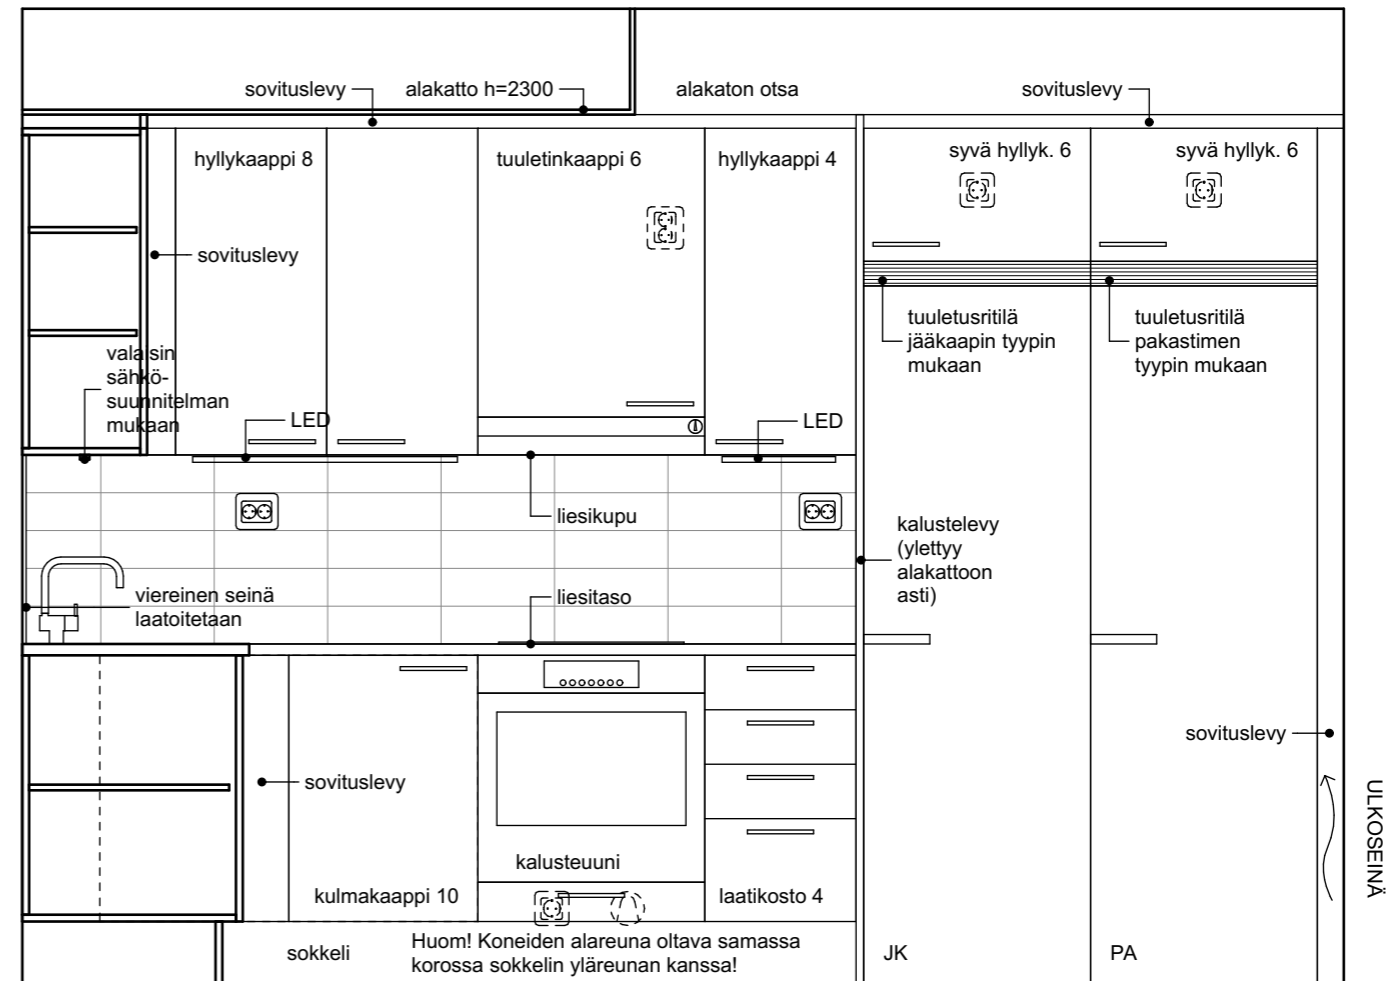 sovituslevy
alakatto h=2300
alakaton otsa
sovituslevy
hyllykaappi 8
tuuletinkaappi 6
hyllykaappi 4
syvä hyllyk. 6
syvä hyllyk. 6
sovituslevy
tuuletusritilä
jääkaapin tyypin
mukaan
tuuletusritilä
pakastimen
tyypin mukaan
valaisin
sähkö-
suunnitelman
mukaan
LED
LED
liesikupu
kalustelevy
(ylettyy
alakattoon
asti)
viereinen seinä
laatoitetaan
liesitaso
sovituslevy
sovituslevy
ULKOSEINÄ
kalusteuuni
kulmakaappi 10
laatikosto 4
sokkeli
Huom! Koneiden alareuna oltava samassa
korossa sokkelin yläreunan kanssa!
JK
PA